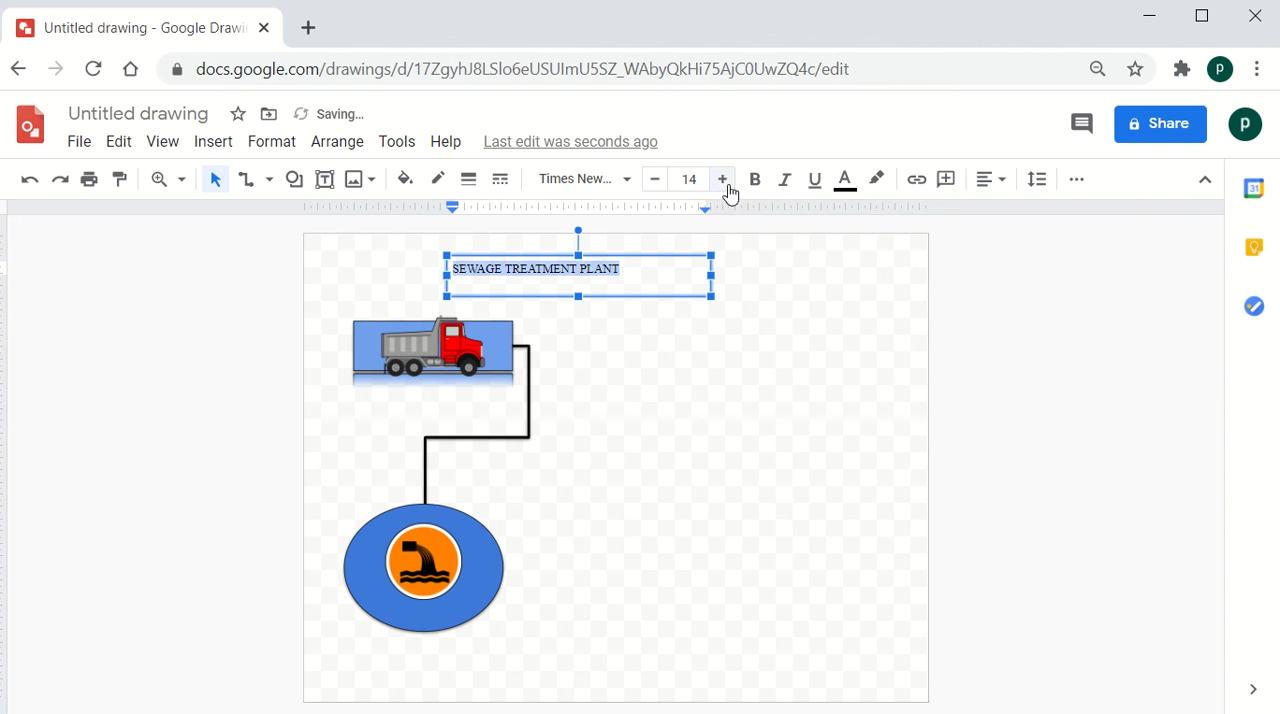 Untitled drawing - Google Drawi
docs.google.com/drawings/d/17ZgyhJ8LSlo6eUSUImU5SZ_WAbyQkHi75AjC0UwZQ4c/edit
P
Untitled drawing
Saving...
File Edit View Insert Format Arrange Tools Help Last edit was seconds ago
Share
P
Times New... 14 B I U A
31
SEWAGE TREATMENT PLANT